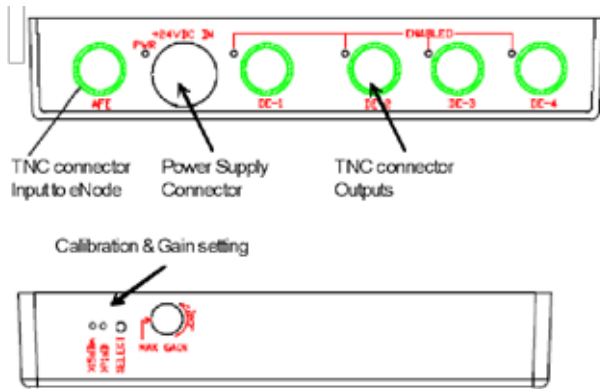 +24VDC IN
ENABLED
PWR
AFE
DE-1
DE-2
DE-3
DE-4
TNC connector
Input to eNode
Power Supply
Connector
TNC connector
Outputs
Calibration & Gain setting
SELECT
MAX GAIN